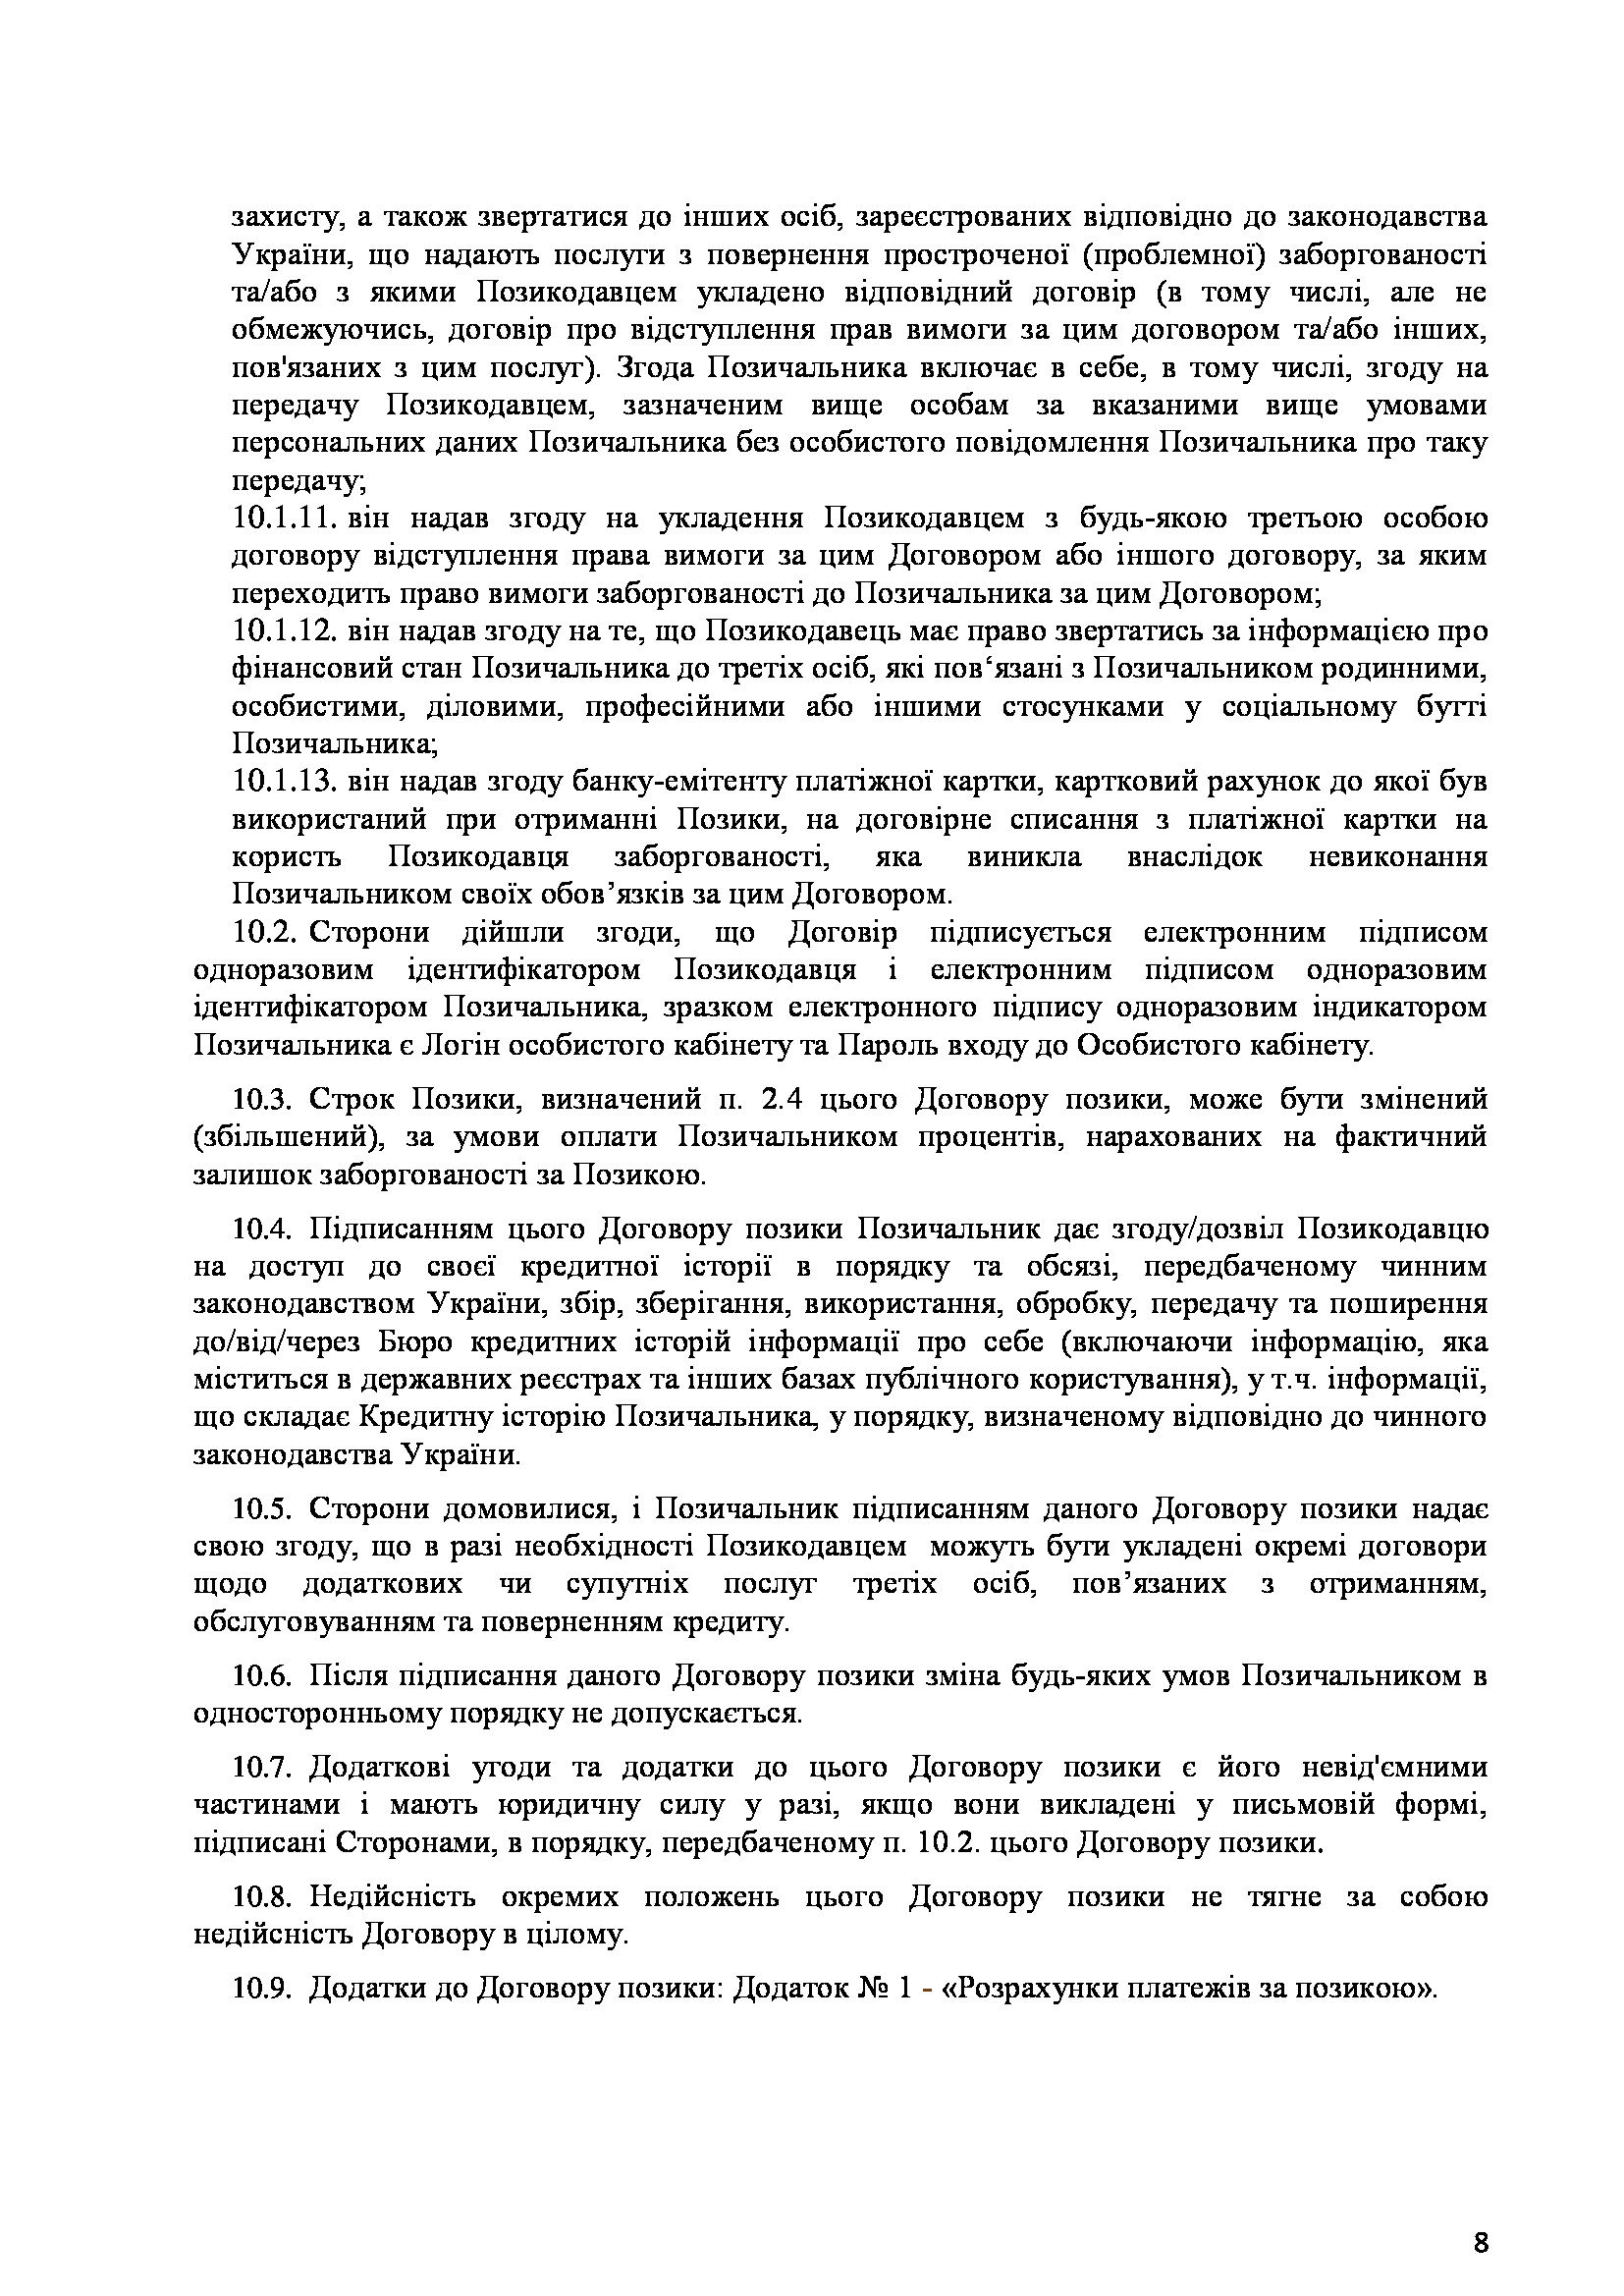 захисту, а також звертатися до інших осіб, зареєстрованих відповідно до законодавства
України, що надають послуги з повернення простроченої (проблемної) заборгованості
та/або з якими Позикодавцем укладено відповідний договір (в тому числі, але не
обмежуючись, договір про відступлення прав вимоги за цим договором та/або інших,
пов'язаних з цим послуг). Згода Позичальника включає в себе, в тому числі, згоду на
передачу Позикодавцем, зазначеним вище особам за вказаними вище умовами
персональних даних Позичальника без особистого повідомлення Позичальника про таку
передачу;
10.1.11. він надав згоду на укладення Позикодавцем з будь-якою третьою особою
договору відступлення права вимоги за цим Договором або іншого договору, за яким
переходить право вимоги заборгованості до Позичальника за цим Договором;
10.1.12. він надав згоду на те, що Позикодавець має право звертатись за інформацією про
фінансовий стан Позичальника до третіх осіб, які пов‘язані з Позичальником родинними,
особистими, діловими, професійними або іншими стосунками у соціальному бутті
Позичальника;
10.1.13. він надав згоду банку-емітенту платіжної картки, картковий рахунок до якої був
використаний при отриманні Позики, на договірне списання з платіжної картки на
користь Позикодавця заборгованості, яка виникла внаслідок невиконання
Позичальником своїх обов’язків за цим Договором.
10.2. Сторони дійшли згоди, що Договір підписується електронним підписом
одноразовим ідентифікатором Позикодавця і електронним підписом одноразовим
ідентифікатором Позичальника, зразком електронного підпису одноразовим індикатором
Позичальника є Логін особистого кабінету та Пароль входу до Особистого кабінету.
10.3. Строк Позики, визначений п. 2.4 цього Договору позики, може бути змінений
(збільшений), за умови оплати Позичальником процентів, нарахованих на фактичний
залишок заборгованості за Позикою.
10.4. Підписанням цього Договору позики Позичальник дає згоду/дозвіл Позикодавцю
на доступ до своєї кредитної історії в порядку та обсязі, передбаченому чинним
законодавством України, збір, зберігання, використання, обробку, передачу та поширення
до/від/через Бюро кредитних історій інформації про себе (включаючи інформацію, яка
міститься в державних реєстрах та інших базах публічного користування), у т.ч. інформації,
що складає Кредитну історію Позичальника, у порядку, визначеному відповідно до чинного
законодавства України.
10.5. Сторони домовилися, і Позичальник підписанням даного Договору позики надає
свою згоду, що в разі необхідності Позикодавцем можуть бути укладені окремі договори
щодо додаткових чи супутніх послуг третіх осіб, пов’язаних з отриманням,
обслуговуванням та поверненням кредиту.
10.6. Після підписання даного Договору позики зміна будь-яких умов Позичальником в
односторонньому порядку не допускається.
10.7. Додаткові угоди та додатки до цього Договору позики є його невід'ємними
частинами і мають юридичну силу у разі, якщо вони викладені у письмовій формі,
підписані Сторонами, в порядку, передбаченому п. 10.2. цього Договору позики.
10.8. Недійсність окремих положень цього Договору позики не тягне за собою
недійсність Договору в цілому.
10.9. Додатки до Договору позики: Додаток № 1 - «Розрахунки платежів за позикою».
8